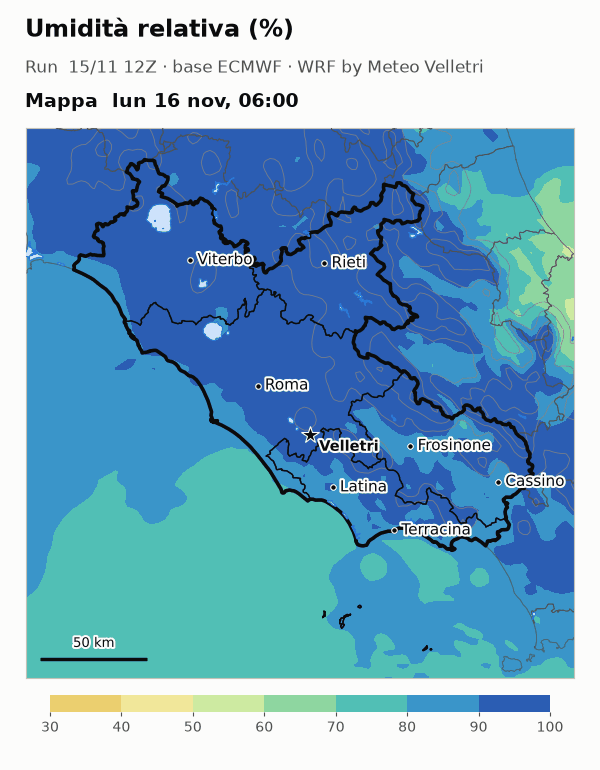 Umidità relativa (%)
Run  15/11 12Z · base ECMWF · WRF by Meteo Velletri
Mappa  lun 16 nov, 06:00
Viterbo
Rieti
Roma
Velletri
Frosinone
Cassino
Latina
Terracina
50 km
30 40 50 60 70 80 90 100